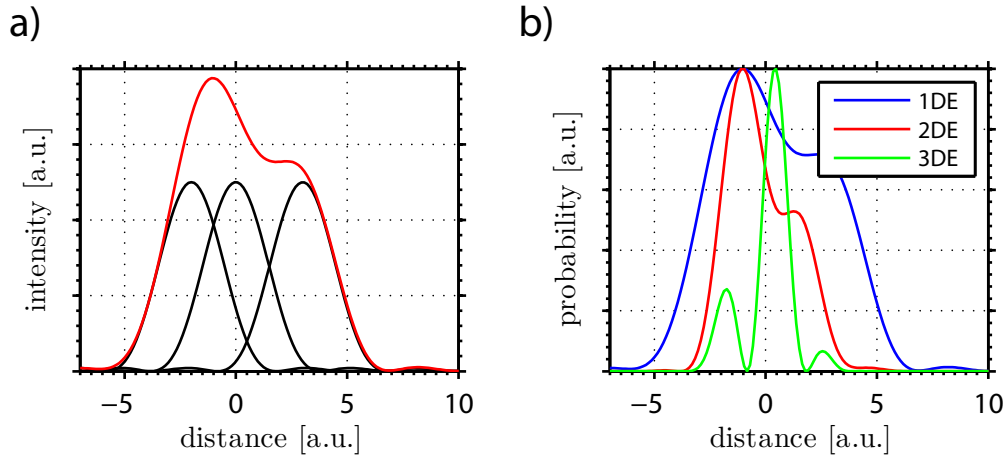 a)
intensity [a.u.]
−5
0
5
10
distance [a.u.]
b)
probability [a.u.]
1DE
2DE
3DE
−5
0
5
10
distance [a.u.]